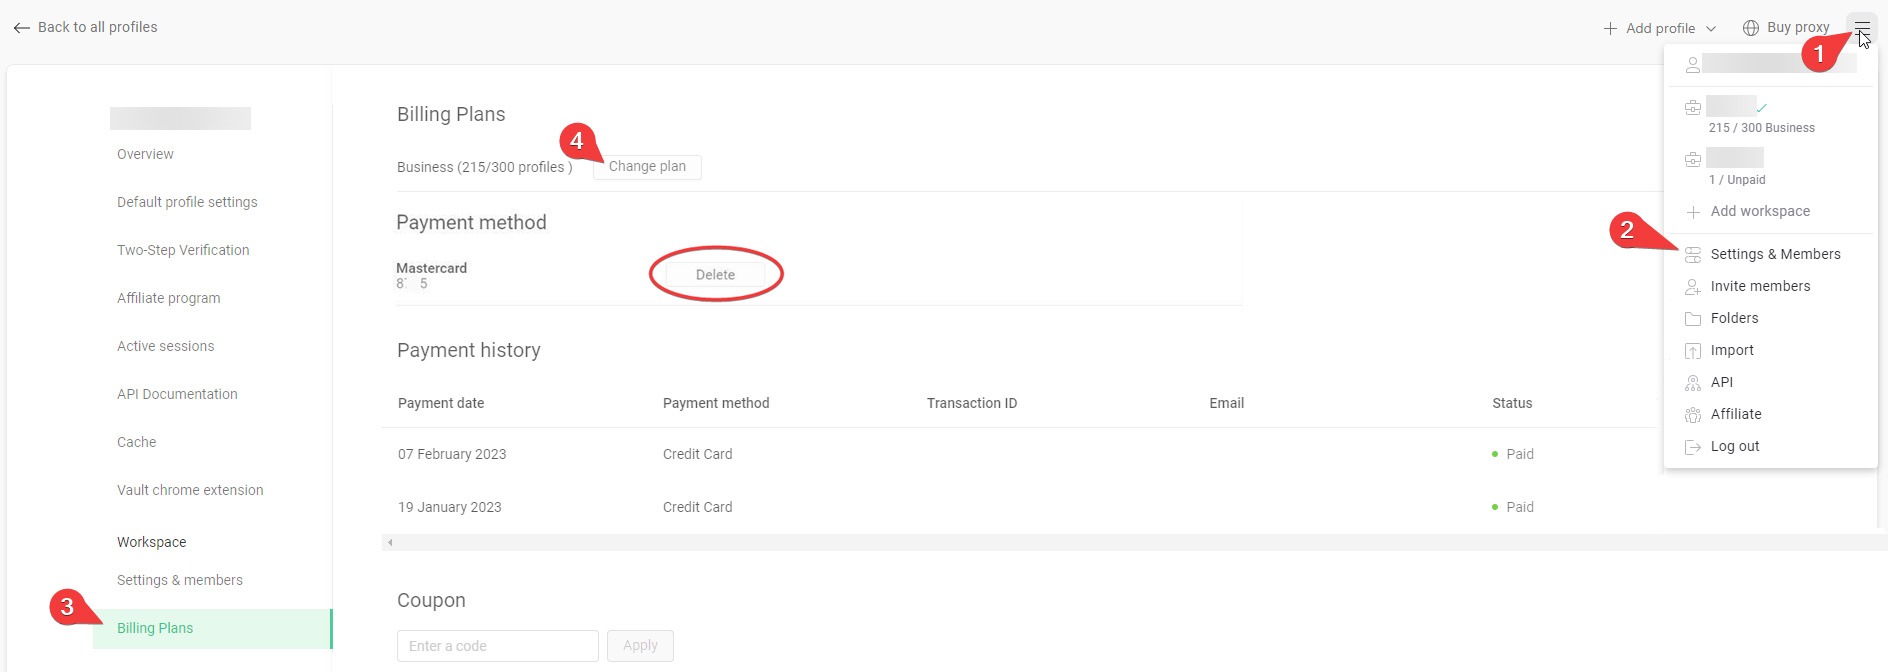 Back to all profiles
Add profile
Buy proxy
1
215 / 300 Business
1 / Unpaid
Add workspace
2
Settings & Members
Invite members
Folders
Import
API
Affiliate
Log out
Overview
Default profile settings
Two-Step Verification
Affiliate program
Active sessions
API Documentation
Cache
Vault chrome extension
Workspace
Settings & members
3
Billing Plans
Billing Plans
4
Business (215/300 profiles ) Change plan
Payment method
Mastercard
8 5
Delete
Payment history
Payment date Payment method Transaction ID Email Status
07 February 2023 Credit Card Paid
19 January 2023 Credit Card Paid
Coupon
Enter a code Apply